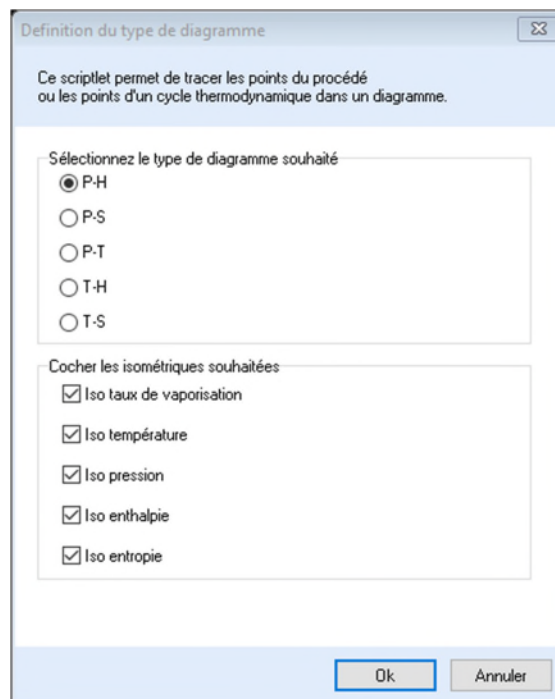 Definition du type de diagramme
Ce scriptlet permet de tracer les points du procédé
ou les points d'un cycle thermodynamique dans un diagramme.
Sélectionnez le type de diagramme souhaité
P-H
P-S
P-T
T-H
T-S
Cocher les isométriques souhaitées
Iso taux de vaporisation
Iso température
Iso pression
Iso enthalpie
Iso entropie
Ok
Annuler